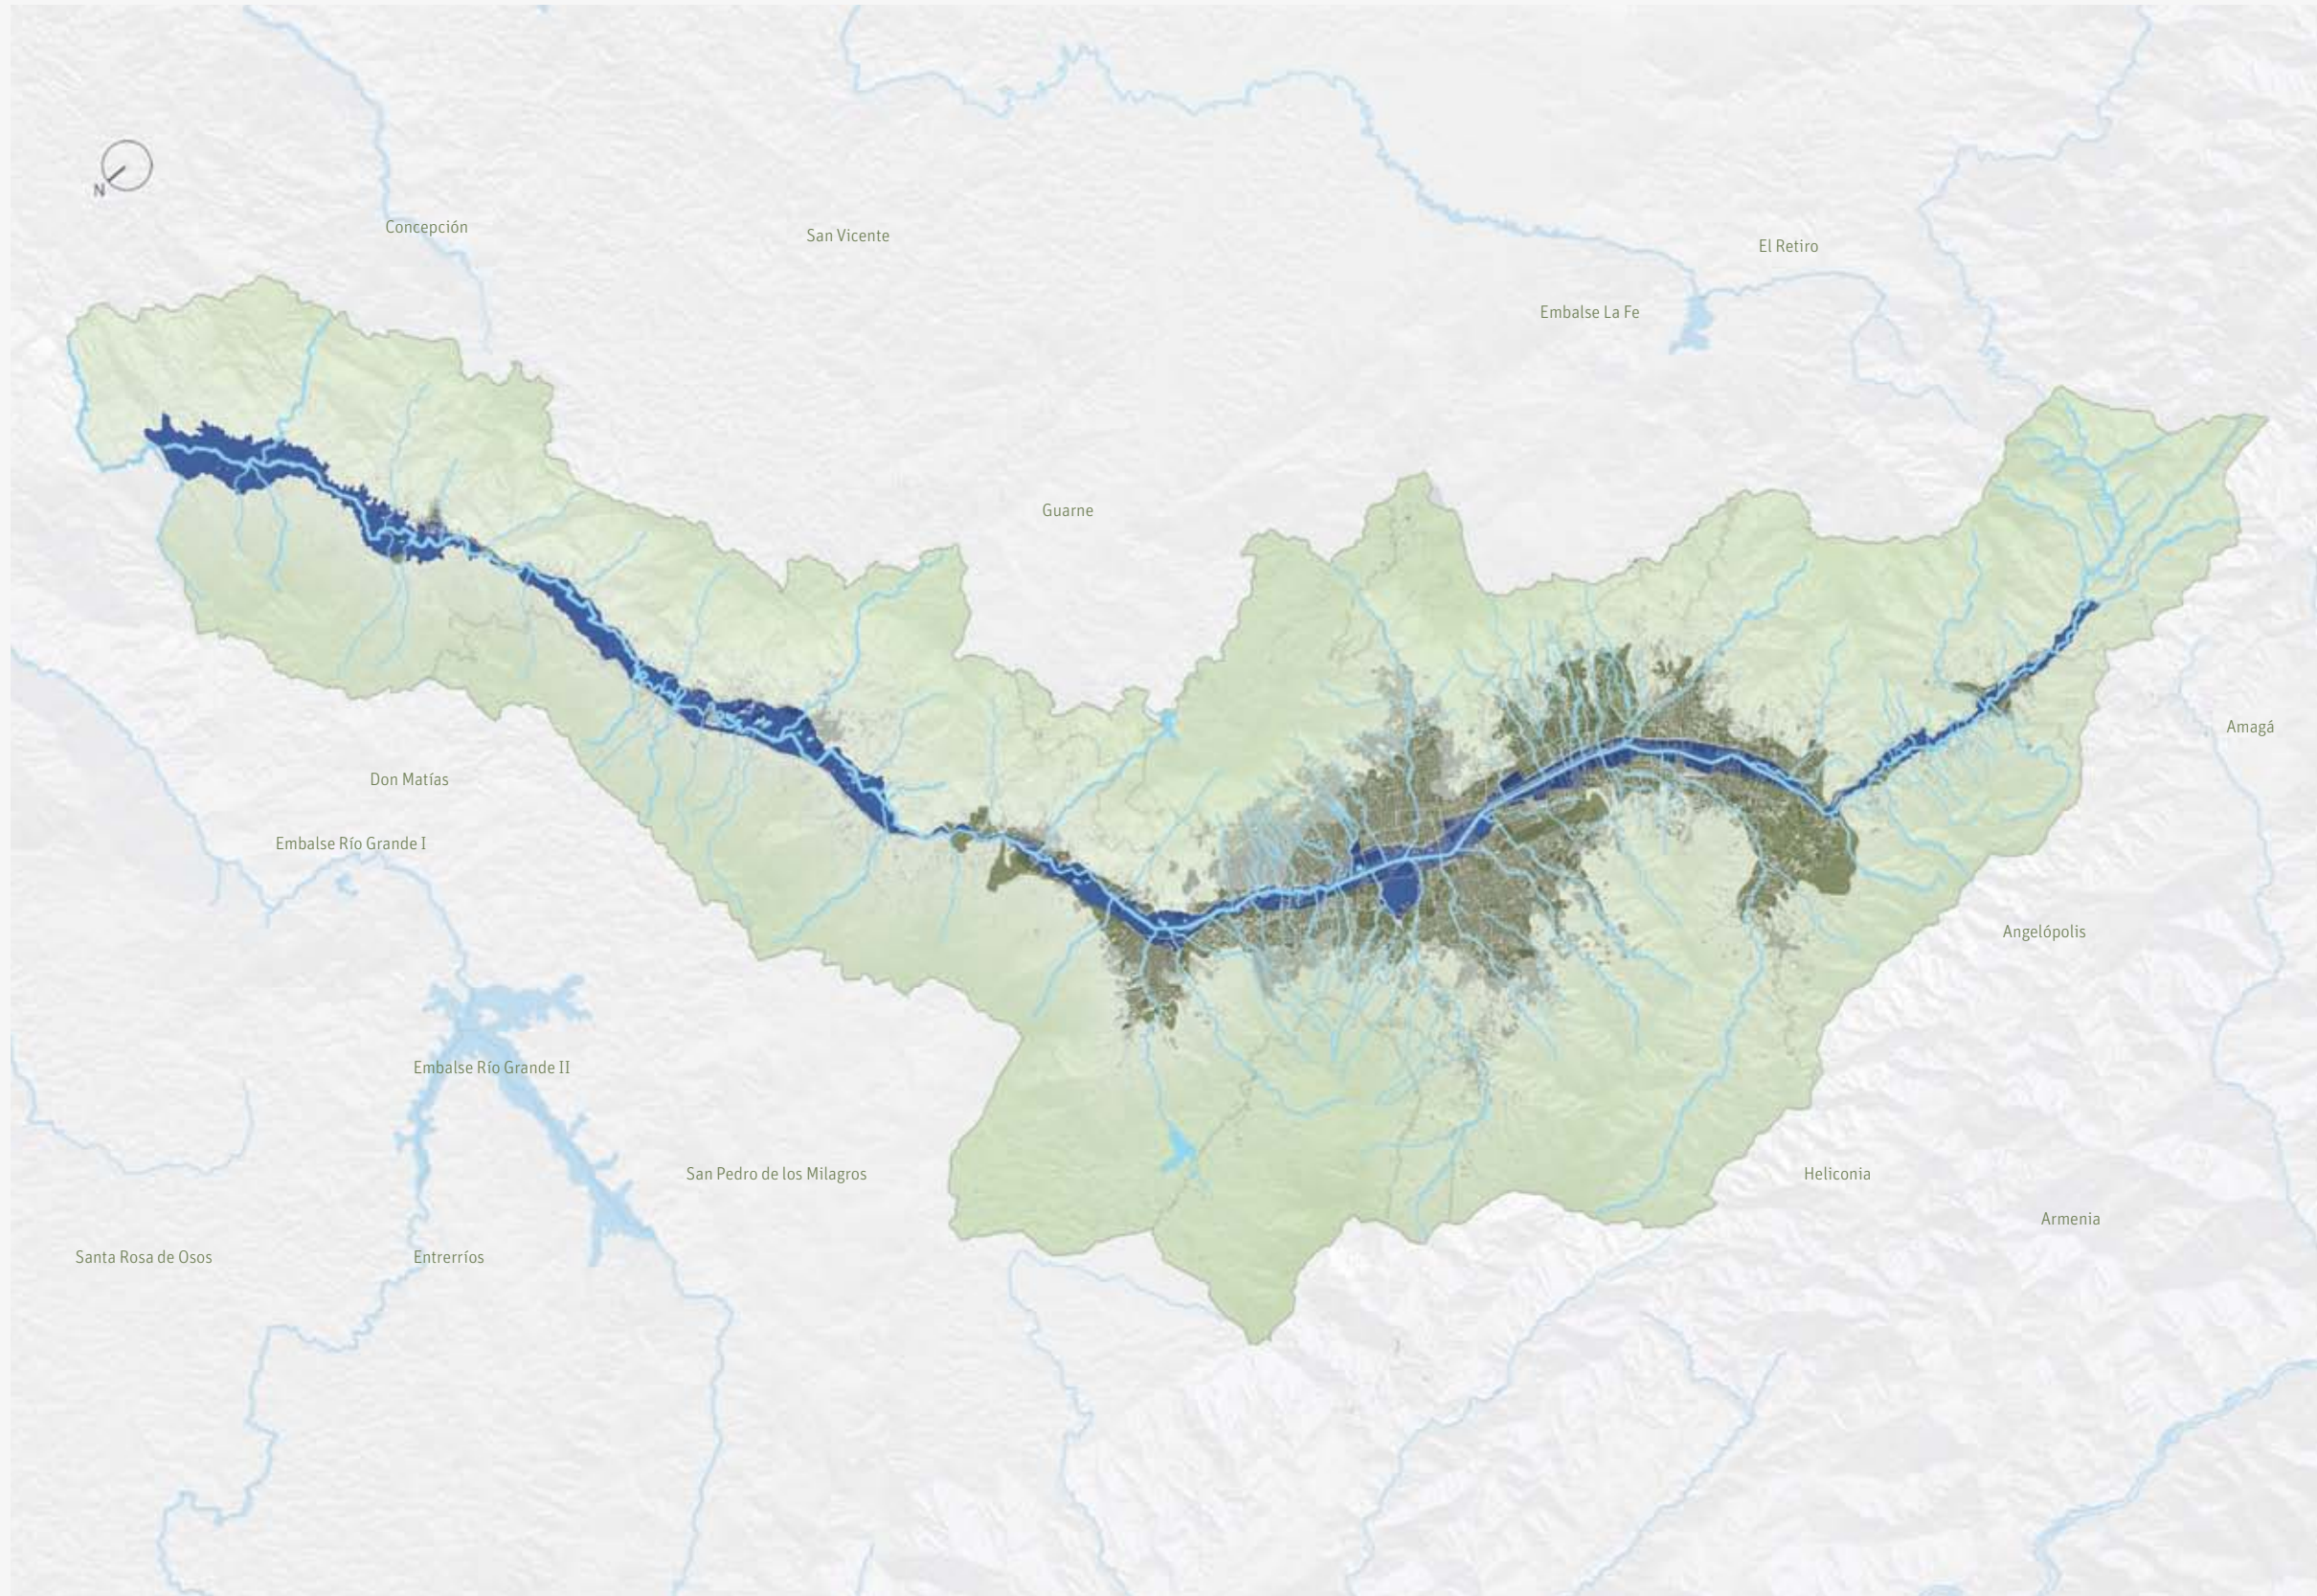 N
Concepción
San Vicente
El Retiro
Embalse La Fe
Guarne
Amagá
Don Matías
Embalse Río Grande I
Angelópolis
Embalse Río Grande II
San Pedro de los Milagros
Heliconia
Armenia
Santa Rosa de Osos
Entrerríos